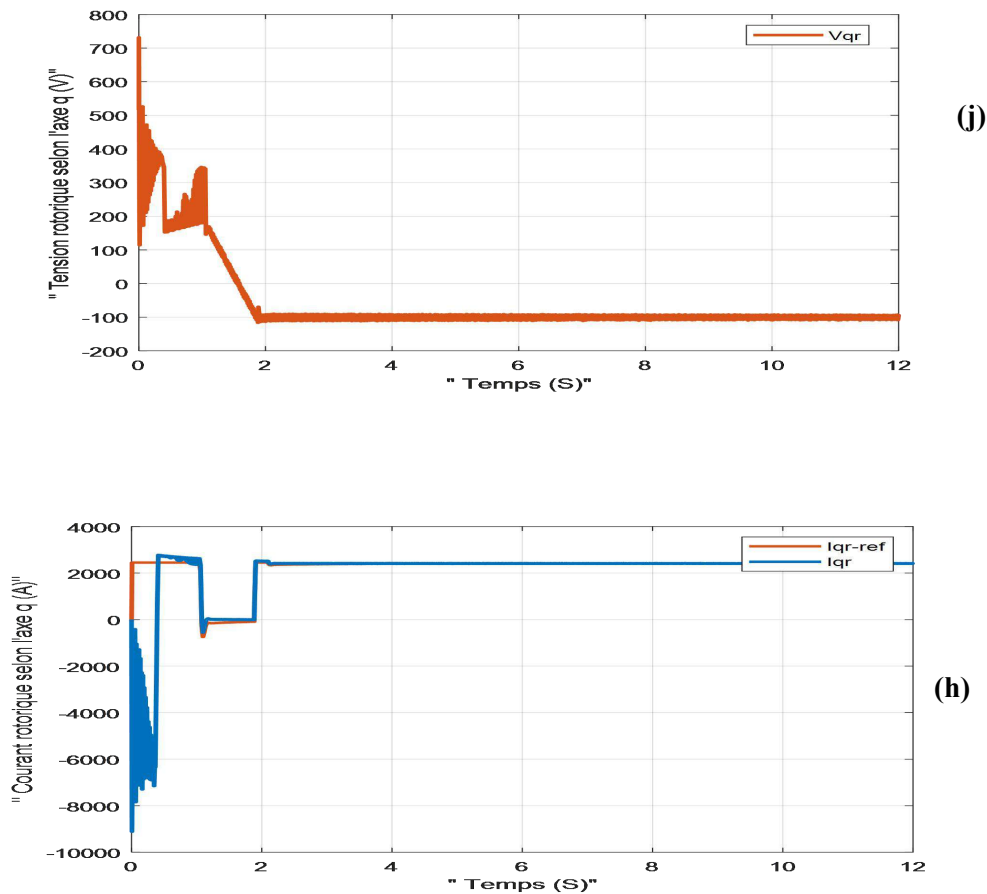 800
700
600
500
400
300
200
100
0
-100
-200
" Tension rotorique selon l'axe q (V)"
Vqr
0 2 4 6 8 10 12
" Temps (S)"
(j)
4000
2000
0
-2000
-4000
-6000
-8000
-10000
" Courant rotorique selon l'axe q (A)"
Iqr-ref
Iqr
0 2 4 6 8 10 12
" Temps (S)"
(h)